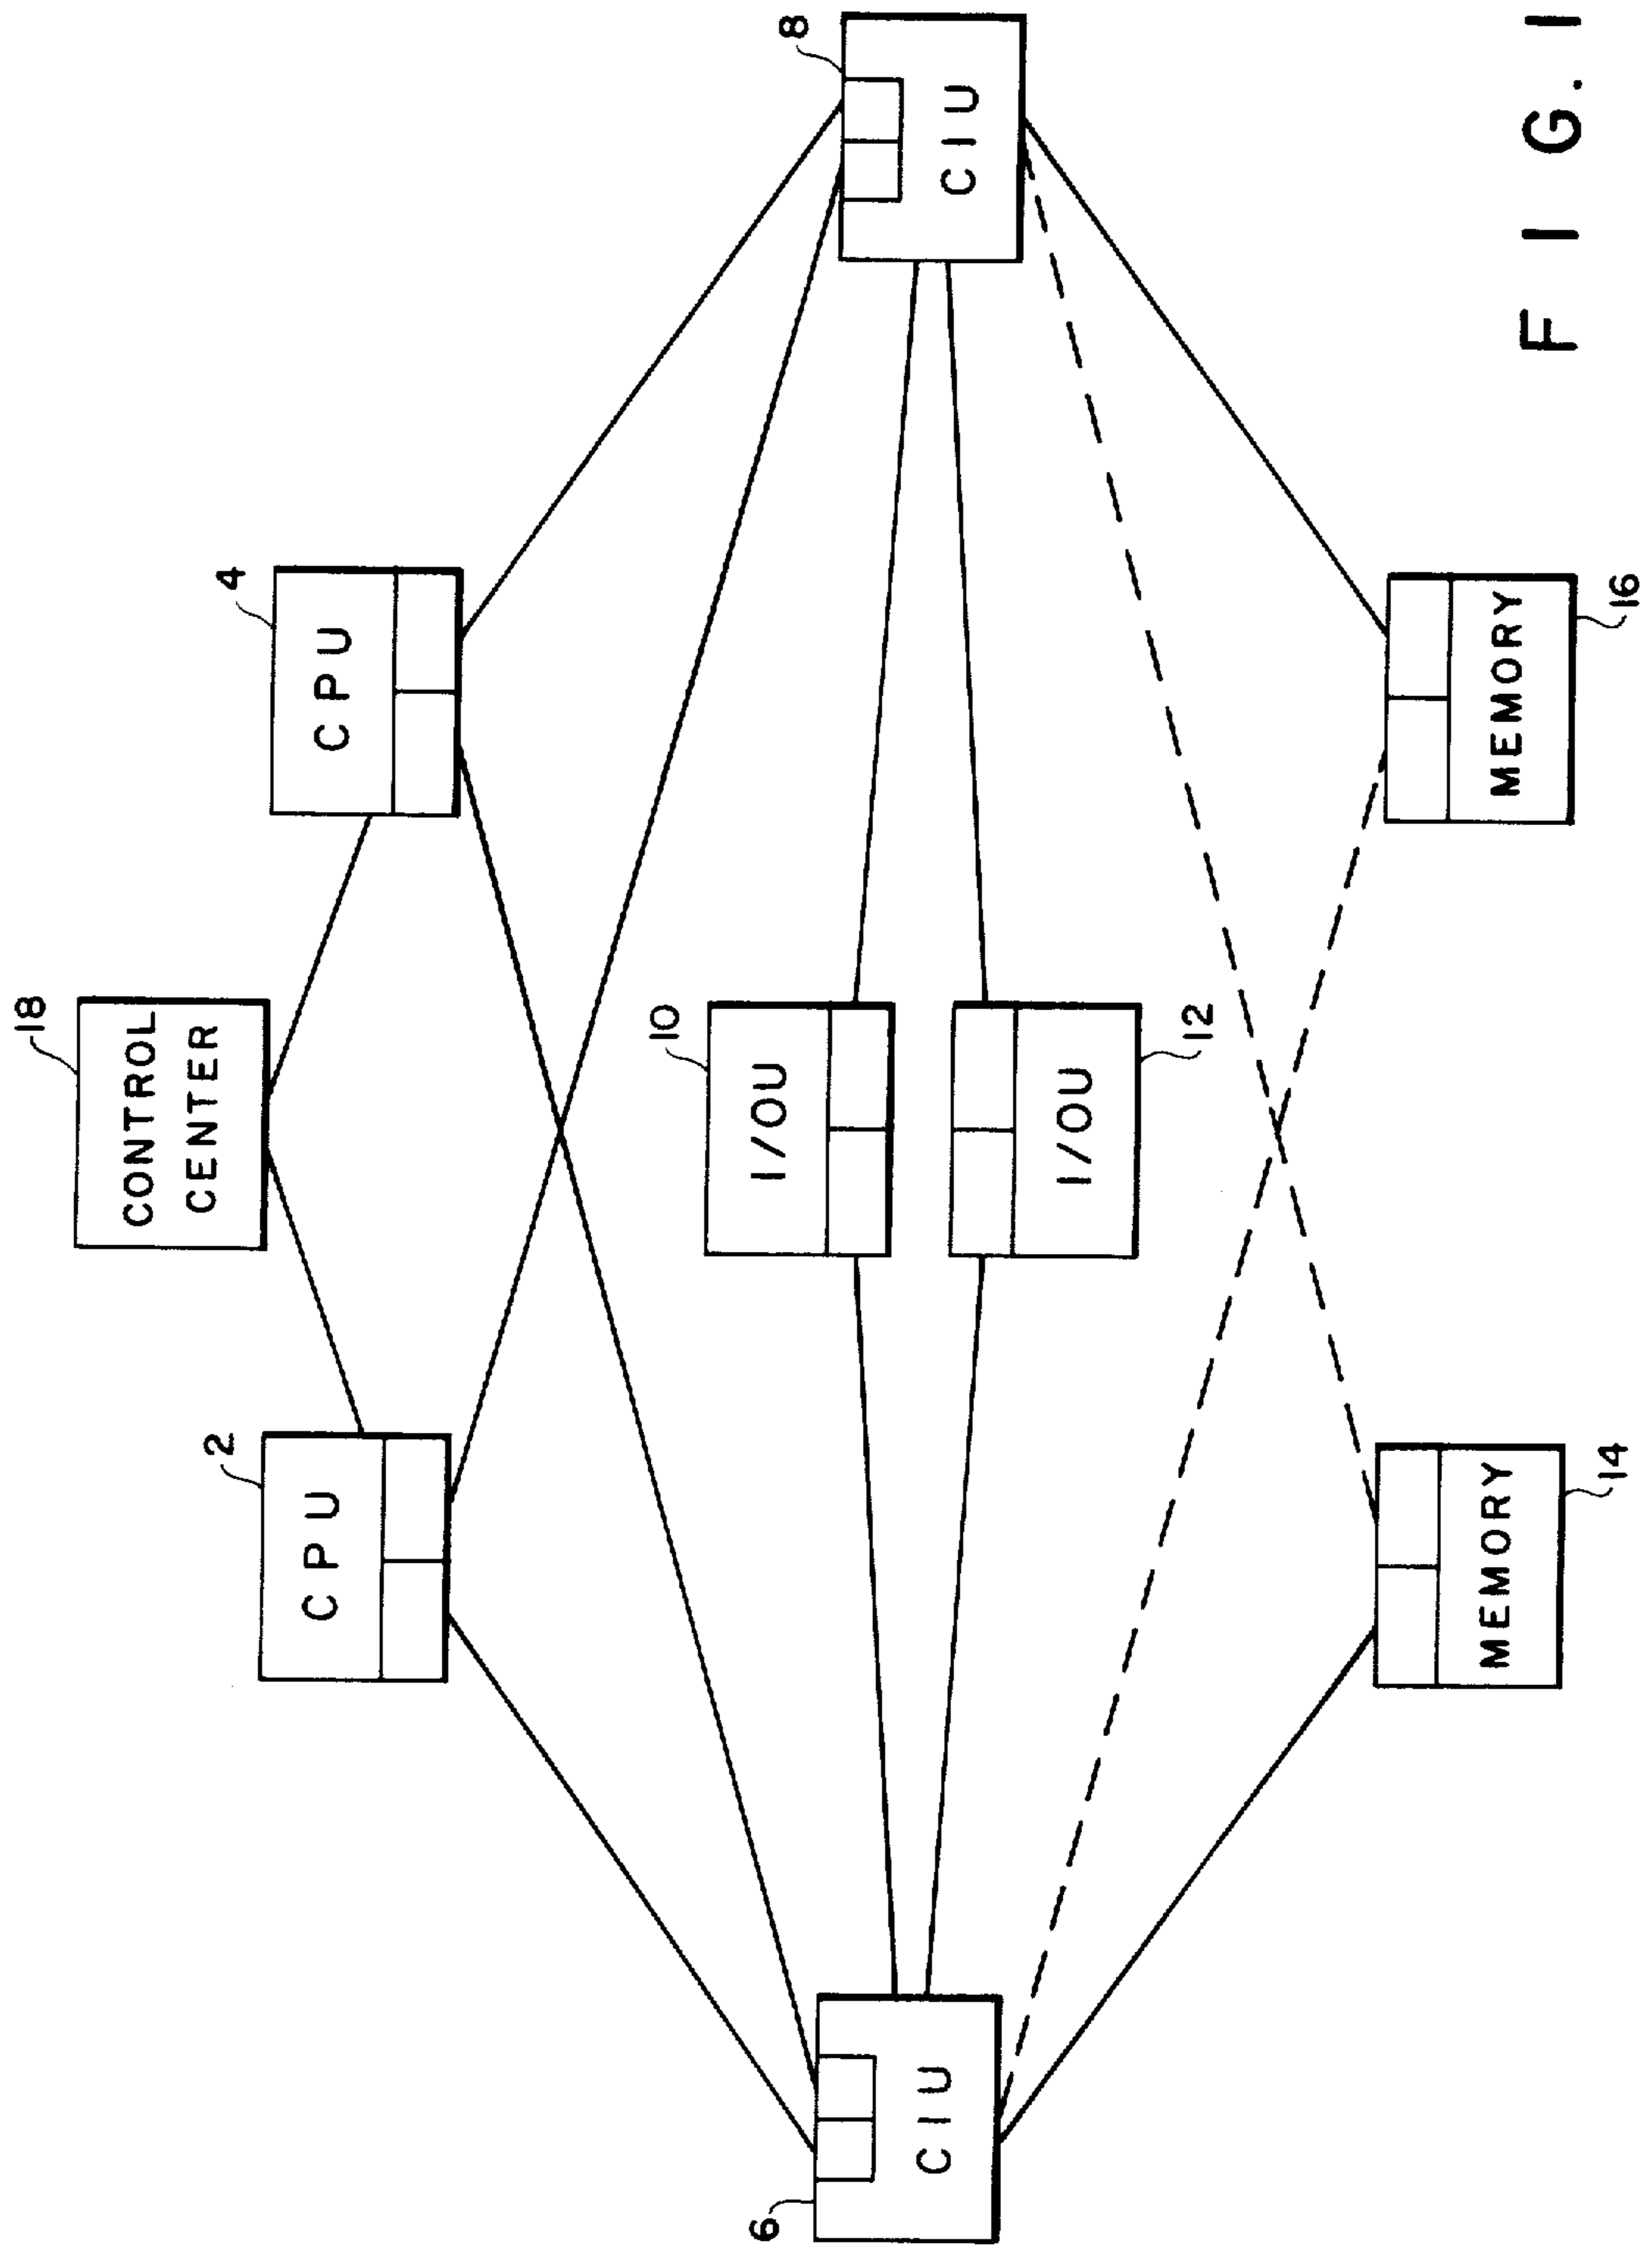 18
CONTROL
CENTER
2
CPU
4
CPU
10
I/OU
6
CIU
8
CIU
I/OU
12
MEMORY
14
MEMORY
16
FIG. 1